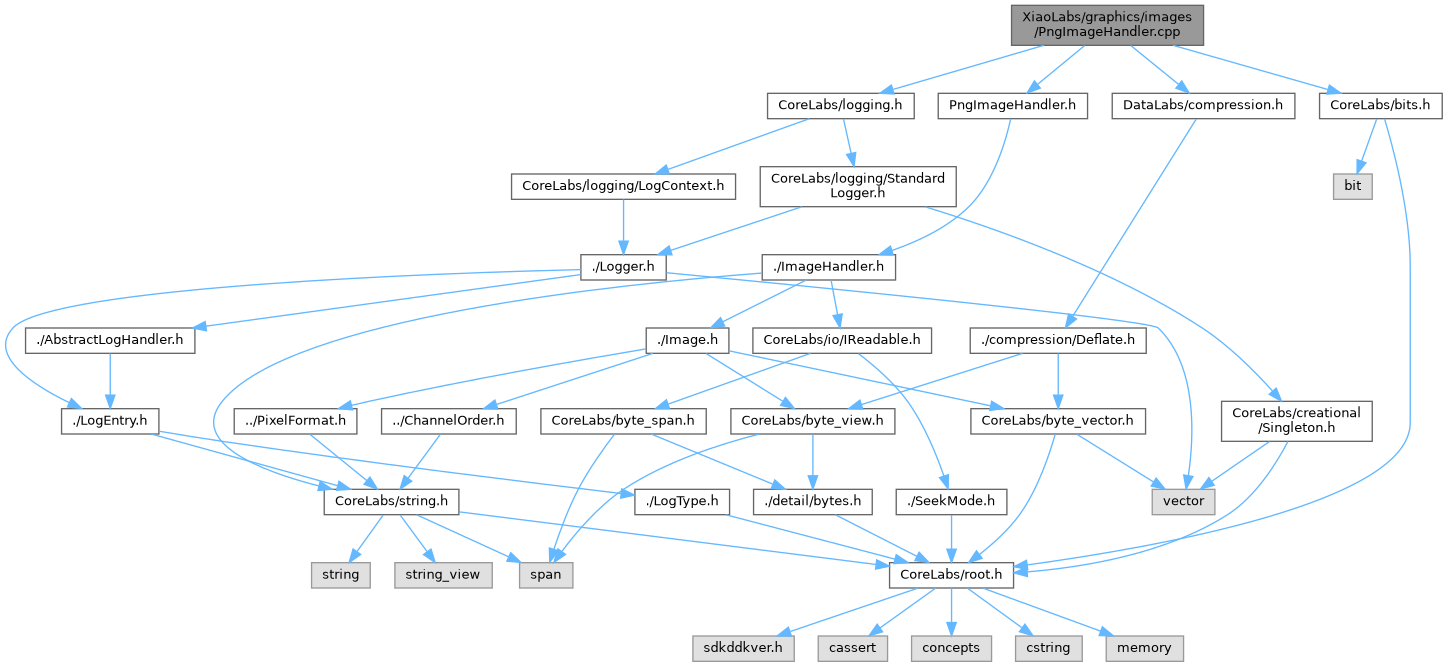 XiaoLabs/graphics/images
/PngImageHandler.cpp
CoreLabs/logging.h
PngImageHandler.h
DataLabs/compression.h
CoreLabs/bits.h
CoreLabs/logging/LogContext.h
CoreLabs/logging/Standard
Logger.h
bit
./Logger.h
./ImageHandler.h
./AbstractLogHandler.h
./Image.h
CoreLabs/io/IReadable.h
./compression/Deflate.h
./LogEntry.h
../PixelFormat.h
../ChannelOrder.h
CoreLabs/byte_span.h
CoreLabs/byte_view.h
CoreLabs/byte_vector.h
CoreLabs/creational
/Singleton.h
CoreLabs/string.h
./LogType.h
./detail/bytes.h
./SeekMode.h
vector
string
string_view
span
CoreLabs/root.h
sdkddkver.h
cassert
concepts
cstring
memory